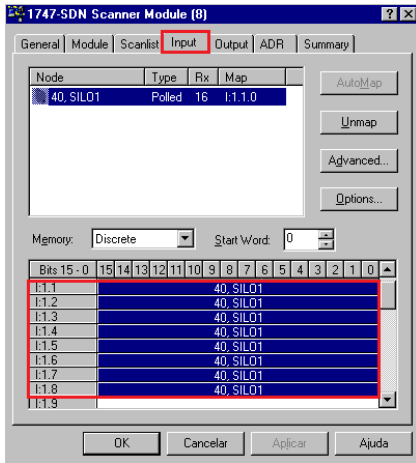 1747-SDN Scanner Module (8)
General Module Scanlist Input Output ADR Summary
Node Type Rx Map
40, SILO1 Polled 16 I:1.1.0
AutoMap
Unmap
Advanced...
Options...
Memory: Discrete Start Word: 0
Bits 15 - 0 15 14 13 12 11 10 9 8 7 6 5 4 3 2 1 0
I:1.1 40, SILO1
I:1.2 40, SILO1
I:1.3 40, SILO1
I:1.4 40, SILO1
I:1.5 40, SILO1
I:1.6 40, SILO1
I:1.7 40, SILO1
I:1.8 40, SILO1
I:1.9
OK Cancelar Aplicar Ajuda